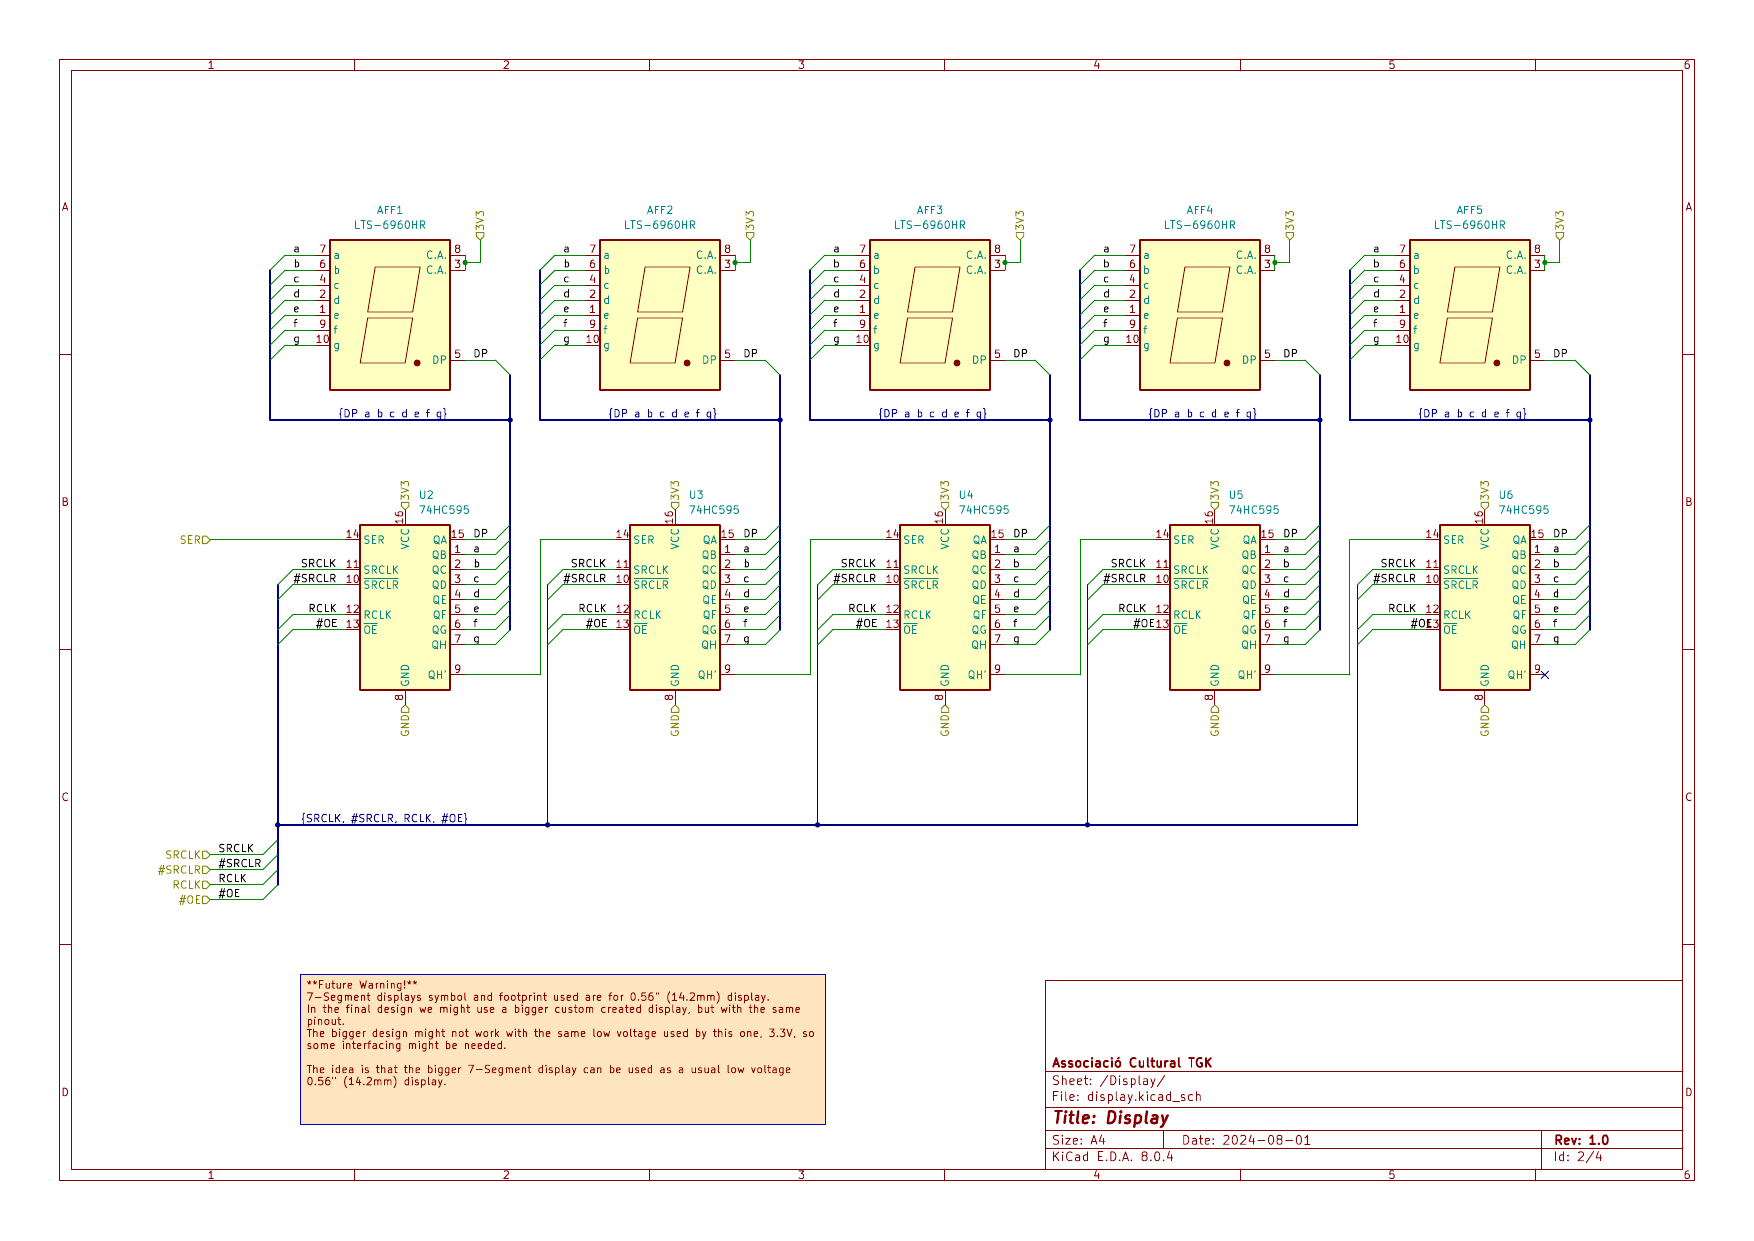 1 2 3 4 5 6
A A
AFF1 AFF2 AFF3 AFF4 AFF5
LTS-6960HR LTS-6960HR LTS-6960HR LTS-6960HR LTS-6960HR
3V3 3V3 3V3 3V3 3V3
a 7 a C.A. 8 a 7 a C.A. 8 a 7 a C.A. 8 a 7 a C.A. 8 a 7 a C.A. 8
b 6 b C.A. 3 b 6 b C.A. 3 b 6 b C.A. 3 b 6 b C.A. 3 b 6 b C.A. 3
c 4 c c 4 c c 4 c c 4 c c 4 c
d 2 d d 2 d d 2 d d 2 d d 2 d
e 1 e e 1 e e 1 e e 1 e e 1 e
f 9 f f 9 f f 9 f f 9 f f 9 f
g 10 g g 10 g g 10 g g 10 g g 10 g
DP 5 DP DP 5 DP DP 5 DP DP 5 DP DP 5 DP
{DP a b c d e f g} {DP a b c d e f g} {DP a b c d e f g} {DP a b c d e f g} {DP a b c d e f g}
B B
3V3 U2 3V3 U3 3V3 U4 3V3 U5 3V3 U6
74HC595 74HC595 74HC595 74HC595 74HC595
16 16 16 16 16
VCC VCC VCC VCC VCC
SER 14 SER QA 15 DP 14 SER QA 15 DP 14 SER QA 15 DP 14 SER QA 15 DP 14 SER QA 15 DP
QB 1 a QB 1 a QB 1 a QB 1 a QB 1 a
SRCLK 11 SRCLK QC 2 b SRCLK 11 SRCLK QC 2 b SRCLK 11 SRCLK QC 2 b SRCLK 11 SRCLK QC 2 b SRCLK 11 SRCLK QC 2 b
#SRCLR 10 SRCLR QD 3 c #SRCLR 10 SRCLR QD 3 c #SRCLR 10 SRCLR QD 3 c #SRCLR 10 SRCLR QD 3 c #SRCLR 10 SRCLR QD 3 c
QE 4 d QE 4 d QE 4 d QE 4 d QE 4 d
RCLK 12 RCLK QF 5 e RCLK 12 RCLK QF 5 e RCLK 12 RCLK QF 5 e RCLK 12 RCLK QF 5 e RCLK 12 RCLK QF 5 e
#OE 13 OE QG 6 f #OE 13 OE QG 6 f #OE 13 OE QG 6 f #OE 13 OE QG 6 f #OE 13 OE QG 6 f
QH 7 g QH 7 g QH 7 g QH 7 g QH 7 g
QH' 9 QH' 9 QH' 9 QH' 9 QH' 9
GND GND GND GND GND
8 8 8 8 8
GND GND GND GND GND
C C
{SRCLK, #SRCLR, RCLK, #OE}
SRCLK SRCLK
#SRCLR #SRCLR
RCLK RCLK
#OE #OE
**Future Warning!**
7-Segment displays symbol and footprint used are for 0.56" (14.2mm) display.
In the final design we might use a bigger custom created display, but with the same
pinout.
The bigger design might not work with the same low voltage used by this one, 3.3V, so
some interfacing might be needed.
The idea is that the bigger 7-Segment display can be used as a usual low voltage
0.56" (14.2mm) display.
D D
Associació Cultural TGK
Sheet: /Display/
File: display.kicad_sch
Title: Display
Size: A4 Date: 2024-08-01 Rev: 1.0
KiCad E.D.A. 8.0.4 Id: 2/4
1 2 3 4 5 6